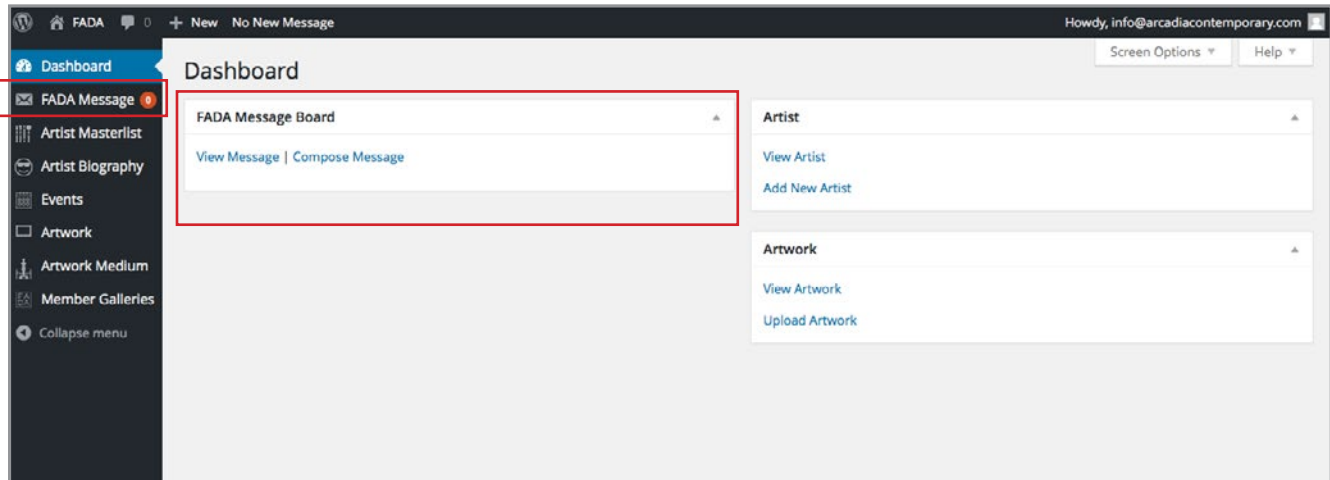 FADA 0 + New No New Message Howdy, info@arcadiacontemporary.com
Screen Options Help
Dashboard
FADA Message 0
Artist Masterlist
Artist Biography
Events
Artwork
Artwork Medium
Member Galleries
Collapse menu
Dashboard
FADA Message Board
View Message | Compose Message
Artist
View Artist
Add New Artist
Artwork
View Artwork
Upload Artwork